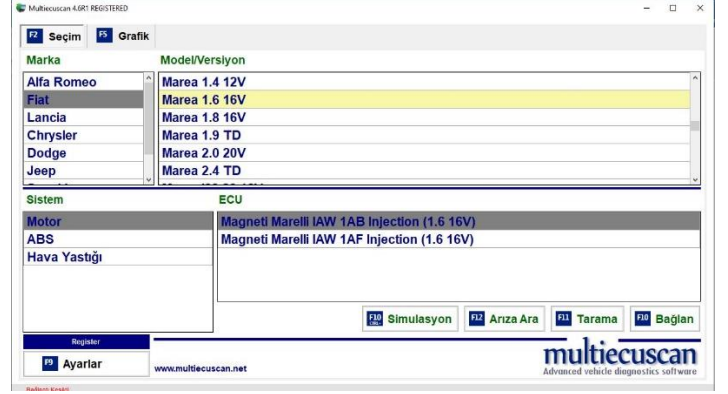 Multiecuscan 4.6R1 REGISTERED
F2 Seçim F5 Grafik
Marka
Model/Versiyon
Alfa Romeo
Fiat
Lancia
Chrysler
Dodge
Jeep
Marea 1.4 12V
Marea 1.6 16V
Marea 1.8 16V
Marea 1.9 TD
Marea 2.0 20V
Marea 2.4 TD
Sistem
ECU
Motor
ABS
Hava Yastığı
Magneti Marelli IAW 1AB Injection (1.6 16V)
Magneti Marelli IAW 1AF Injection (1.6 16V)
F10 Simulasyon F12 Arıza Ara F11 Tarama F10 Bağlan
Register
F9 Ayarlar
www.multiecuscan.net
multiecuscan
Advanced vehicle diagnostics software